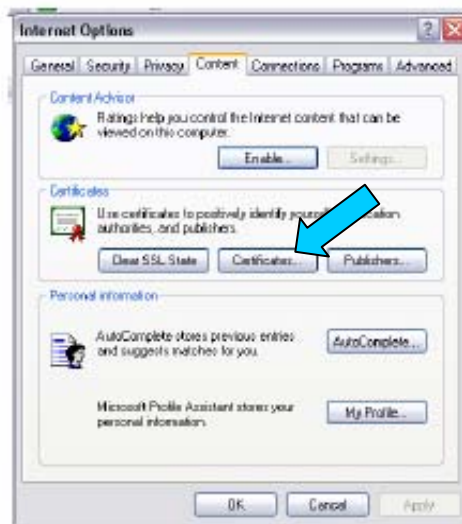 Internet Options
General Security Privacy Content Connections Programs Advanced
Content Advisor
Ratings help you control the Internet content that can be
viewed on this computer.
Enable... Settings...
Certificates
Use certificates to positively identify
authorities, and publishers.
Clear SSL State Certificates... Publishers...
Personal information
AutoComplete stores previous entries
and suggests matches for you.
AutoComplete...
Microsoft Profile Assistant stores your
personal information.
My Profile...
OK Cancel Apply